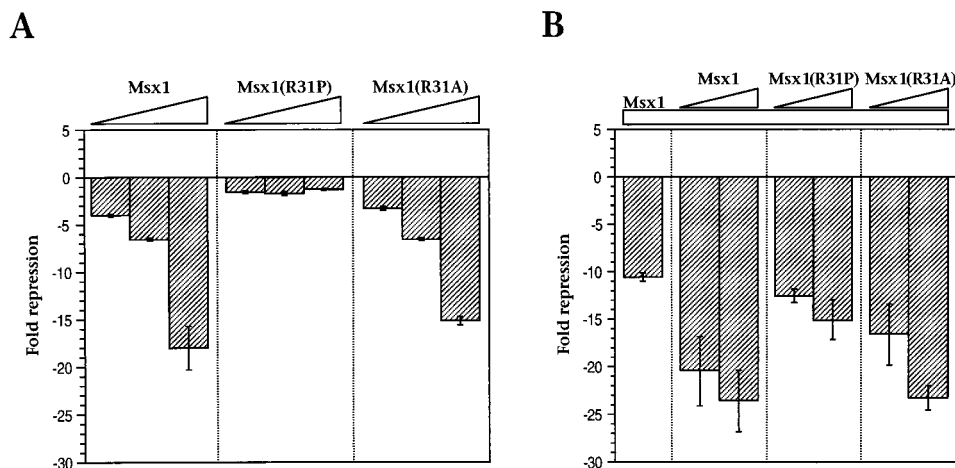 A
Msx1 Msx1(R31P) Msx1(R31A)
5
0
-5
-10
-15
-20
-25
-30
Fold repression
B
Msx1 Msx1 Msx1(R31P) Msx1(R31A)
5
0
-5
-10
-15
-20
-25
-30
Fold repression